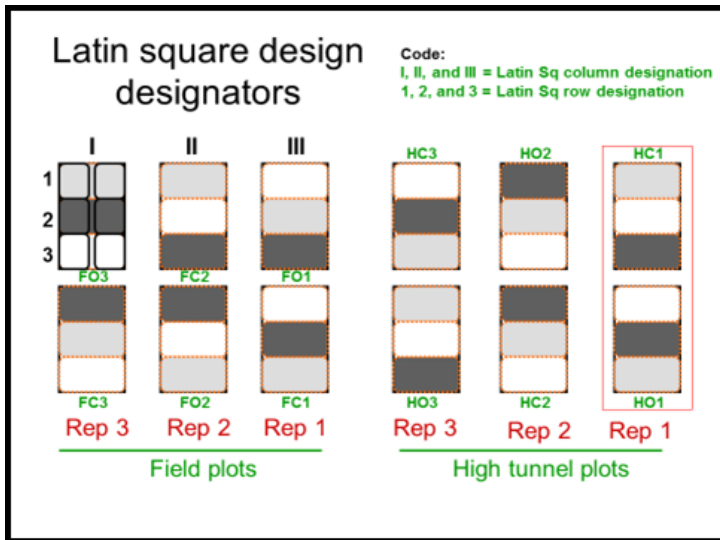 Latin square design
designators
Code:
I, II, and III = Latin Sq column designation
1, 2, and 3 = Latin Sq row designation
I II III
HC3 HO2 HC1
1
2
3
FO3 FC2 FO1
FC3 FO2 FC1 HO3 HC2 HO1
Rep 3 Rep 2 Rep 1 Rep 3 Rep 2 Rep 1
Field plots High tunnel plots